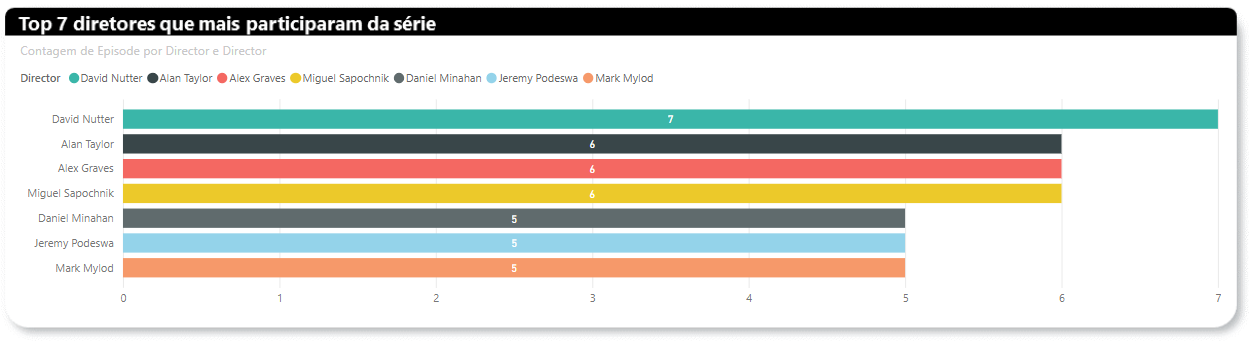 Top 7 diretores que mais participaram da série
Contagem de Episode por Director e Director
Director David Nutter Alan Taylor Alex Graves Miguel Sapochnik Daniel Minahan Jeremy Podeswa Mark Mylod
David Nutter 7
Alan Taylor 6
Alex Graves 6
Miguel Sapochnik 6
Daniel Minahan 5
Jeremy Podeswa 5
Mark Mylod 5
0 1 2 3 4 5 6 7